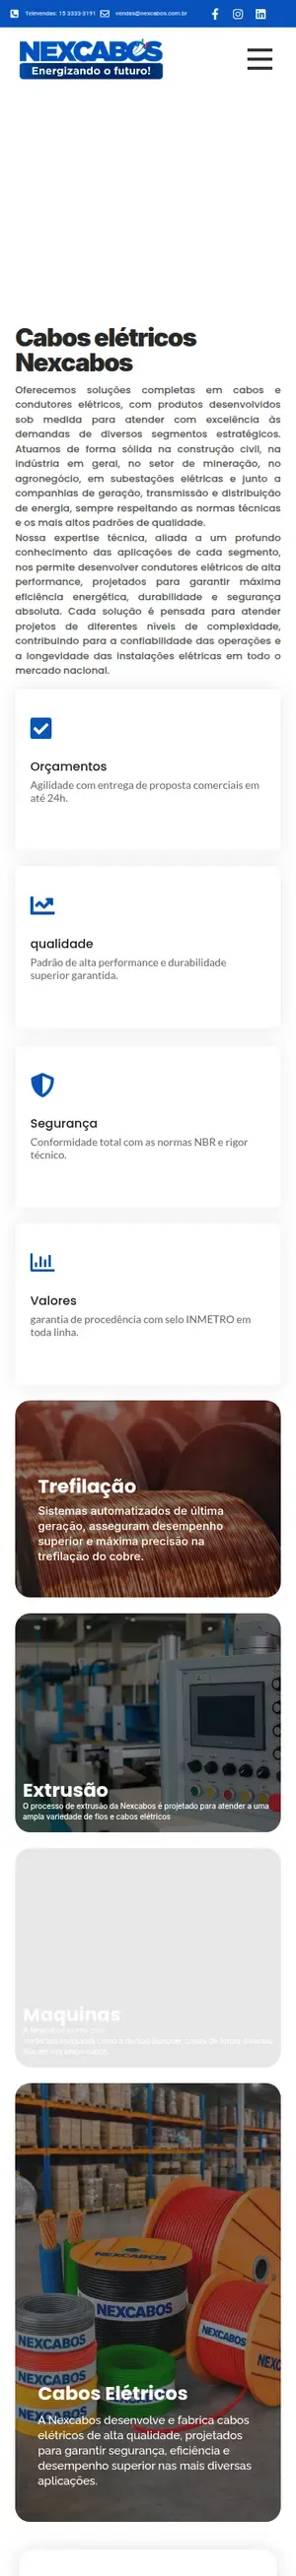 Televendas: 15 3333-9191 vendas@nexcabos.com.br
NEXCABOS
Energizando o futuro!
Cabos elétricos
Nexcabos
Oferecemos soluções completas em cabos e
condutores elétricos, com produtos desenvolvidos
sob medida para atender com excelência às
demandas de diversos segmentos estratégicos.
Atuamos de forma sólida na construção civil, na
indústria em geral, no setor de mineração, no
agronegócio, em subestações elétricas e junto a
companhias de geração, transmissão e distribuição
de energia, sempre respeitando as normas técnicas
e os mais altos padrões de qualidade.
Nossa expertise técnica, aliada a um profundo
conhecimento das aplicações de cada segmento,
nos permite desenvolver condutores elétricos de alta
performance, projetados para garantir máxima
eficiência energética, durabilidade e segurança
absoluta. Cada solução é pensada para atender
projetos de diferentes níveis de complexidade,
contribuindo para a confiabilidade das operações e
a longevidade das instalações elétricas em todo o
mercado nacional.
Orçamentos
Agilidade com entrega de proposta comerciais em
até 24h.
qualidade
Padrão de alta performance e durabilidade
superior garantida.
Segurança
Conformidade total com as normas NBR e rigor
técnico.
Valores
garantia de procedência com selo INMETRO em
toda linha.
Trefilação
Sistemas automatizados de última
geração, asseguram desempenho
superior e máxima precisão na
trefilação do cobre.
Extrusão
O processo de extrusão da Nexcabos é projetado para atender a uma
ampla variedade de fios e cabos elétricos
Maquinas
NEXCABOS
NEXCABOS
NEXCABOS
NEXCABOS
NEXCABOS
Cabos Elétricos
A Nexcabos desenvolve e fabrica cabos
elétricos de alta qualidade, projetados
para garantir segurança, eficiência e
desempenho superior nas mais diversas
aplicações.